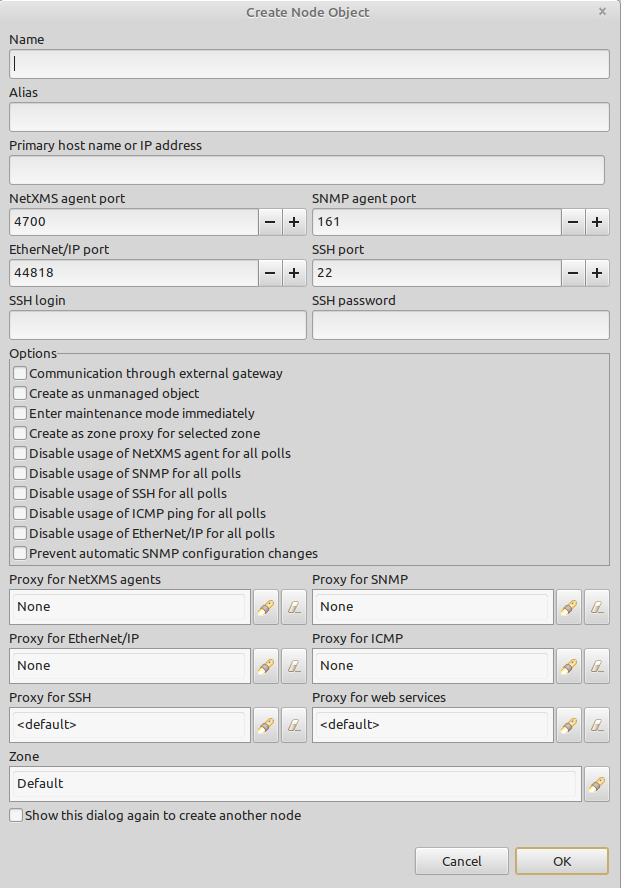 Create Node Object
Name
Alias
Primary host name or IP address
NetXMS agent port
SNMP agent port
4700
161
EtherNet/IP port
SSH port
44818
22
SSH login
SSH password
Options
Communication through external gateway
Create as unmanaged object
Enter maintenance mode immediately
Create as zone proxy for selected zone
Disable usage of NetXMS agent for all polls
Disable usage of SNMP for all polls
Disable usage of SSH for all polls
Disable usage of ICMP ping for all polls
Disable usage of EtherNet/IP for all polls
Prevent automatic SNMP configuration changes
Proxy for NetXMS agents
Proxy for SNMP
None
None
Proxy for EtherNet/IP
Proxy for ICMP
None
None
Proxy for SSH
Proxy for web services
<default>
<default>
Zone
Default
Show this dialog again to create another node
Cancel
OK